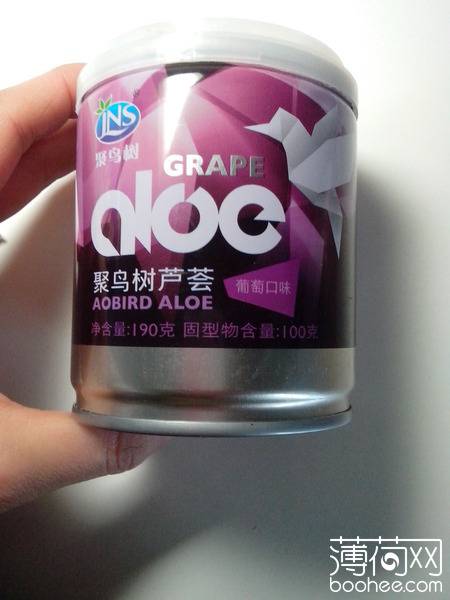 JNS
聚鸟树
GRAPE
aloe
聚鸟树芦荟
葡萄口味
AOBIRD ALOE
净含量:190克 固型物含量:100克
薄荷网
boohee.com